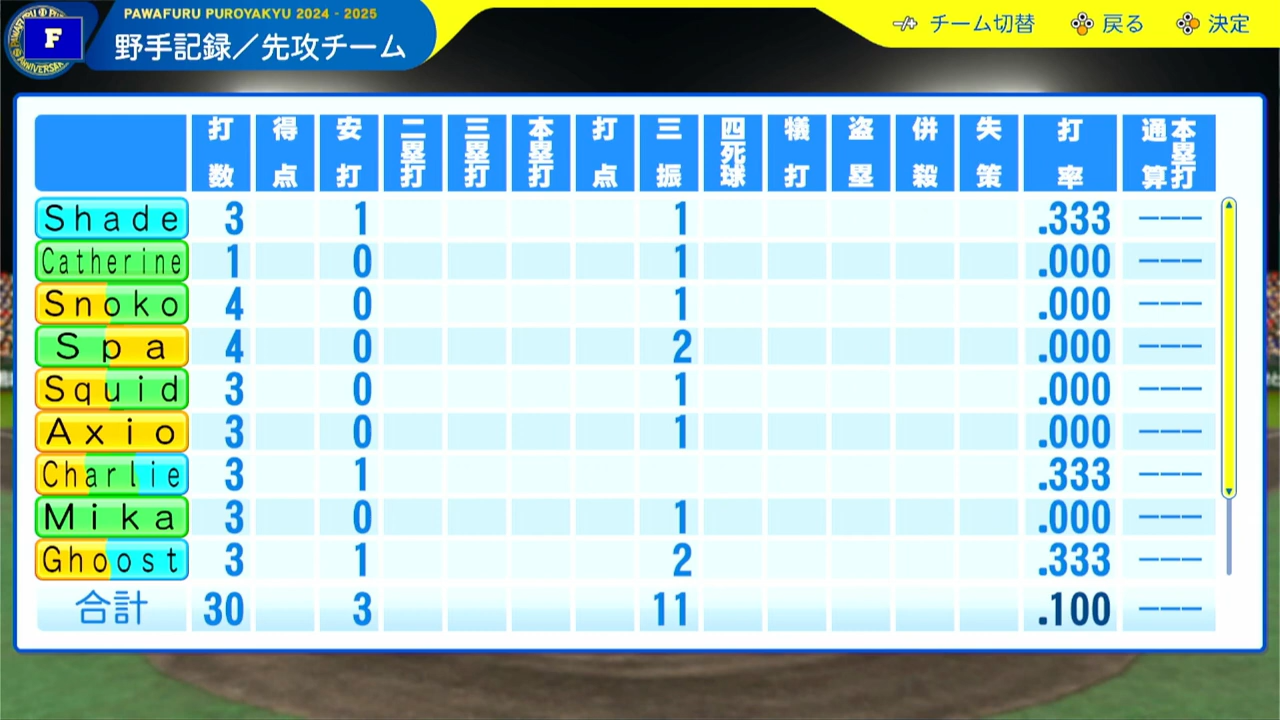 PAWAFURU PUROYAKYU 2024 - 2025
F
野手記録／先攻チーム
-/+ チーム切替 戻る 決定
打数 得点 安打 二塁打 三塁打 本塁打 打点 三振 四死球 犠打 盗塁 併殺 失策 打率 通算本塁打
Shade 3 1 1 .333 ---
Catherine 1 0 1 .000 ---
Snoko 4 0 1 .000 ---
Spa 4 0 2 .000 ---
Squid 3 0 1 .000 ---
Axio 3 0 1 .000 ---
Charlie 3 1 .333 ---
Mika 3 0 1 .000 ---
Ghoost 3 1 2 .333 ---
合計 30 3 11 .100 ---